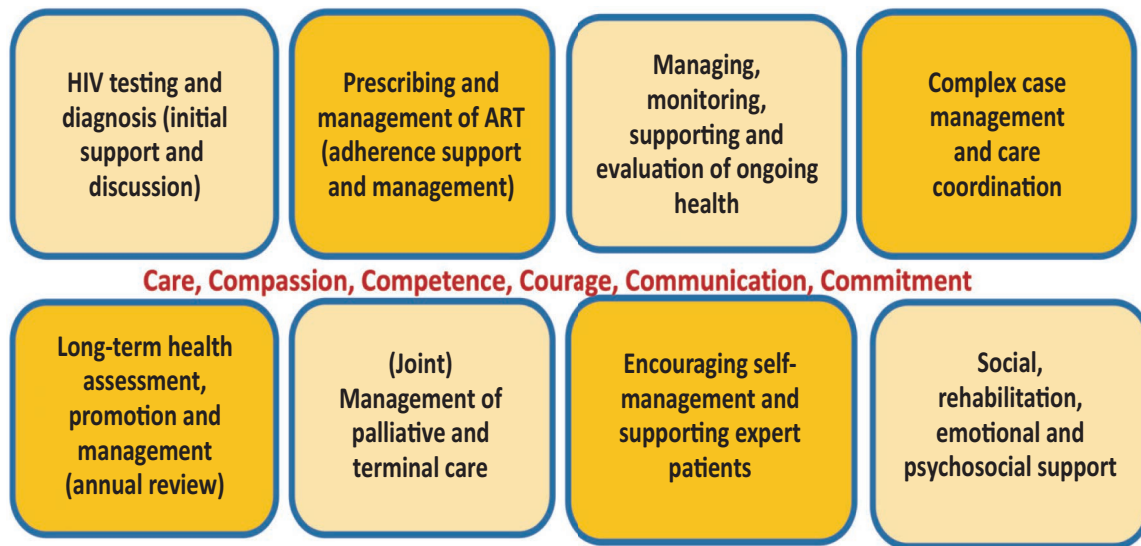 HIV testing and
diagnosis (initial
support and
discussion)
Prescribing and
management of ART
(adherence support
and management)
Managing,
monitoring,
supporting and
evaluation of ongoing
health
Complex case
management
and care
coordination
Care, Compassion, Competence, Courage, Communication, Commitment
Long-term health
assessment,
promotion and
management
(annual review)
(Joint)
Management of
palliative and
terminal care
Encouraging self-
management and
supporting expert
patients
Social,
rehabilitation,
emotional and
psychosocial support